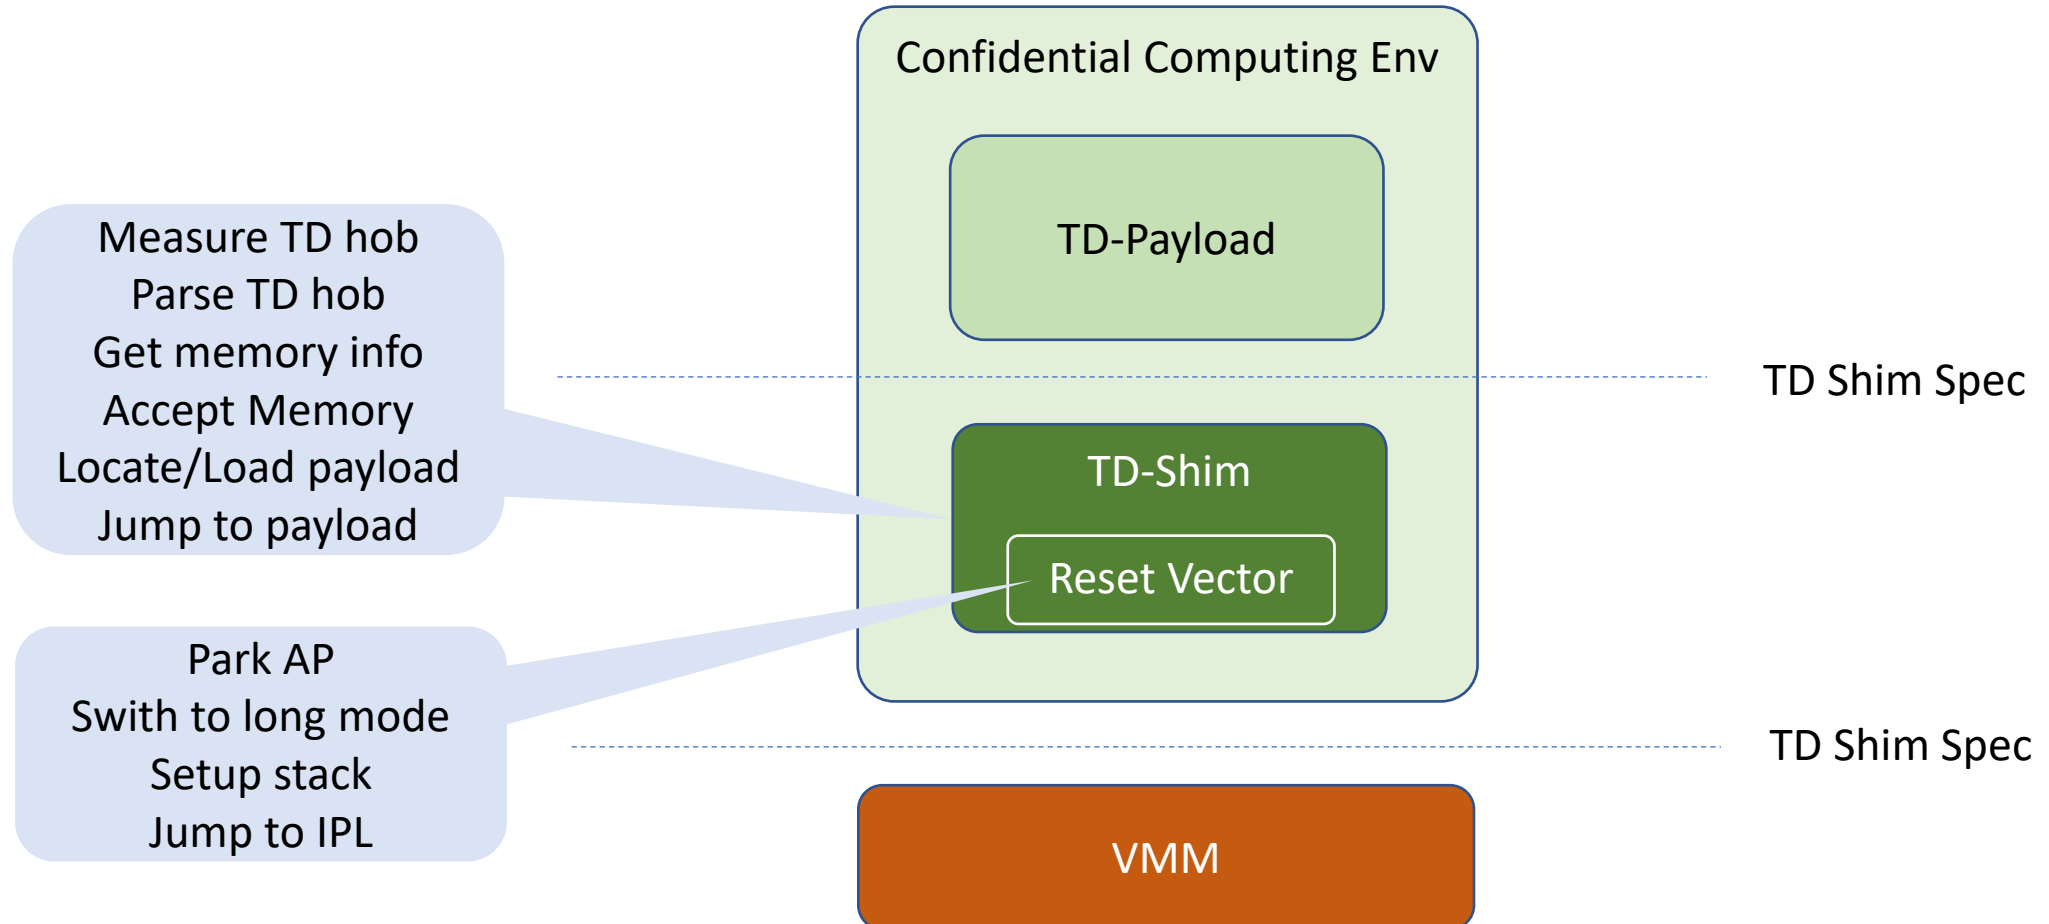 Confidential Computing Env
TD-Payload
Measure TD hob
Parse TD hob
Get memory info
Accept Memory
Locate/Load payload
Jump to payload
TD Shim Spec
TD-Shim
Reset Vector
Park AP
Swith to long mode
Setup stack
Jump to IPL
TD Shim Spec
VMM